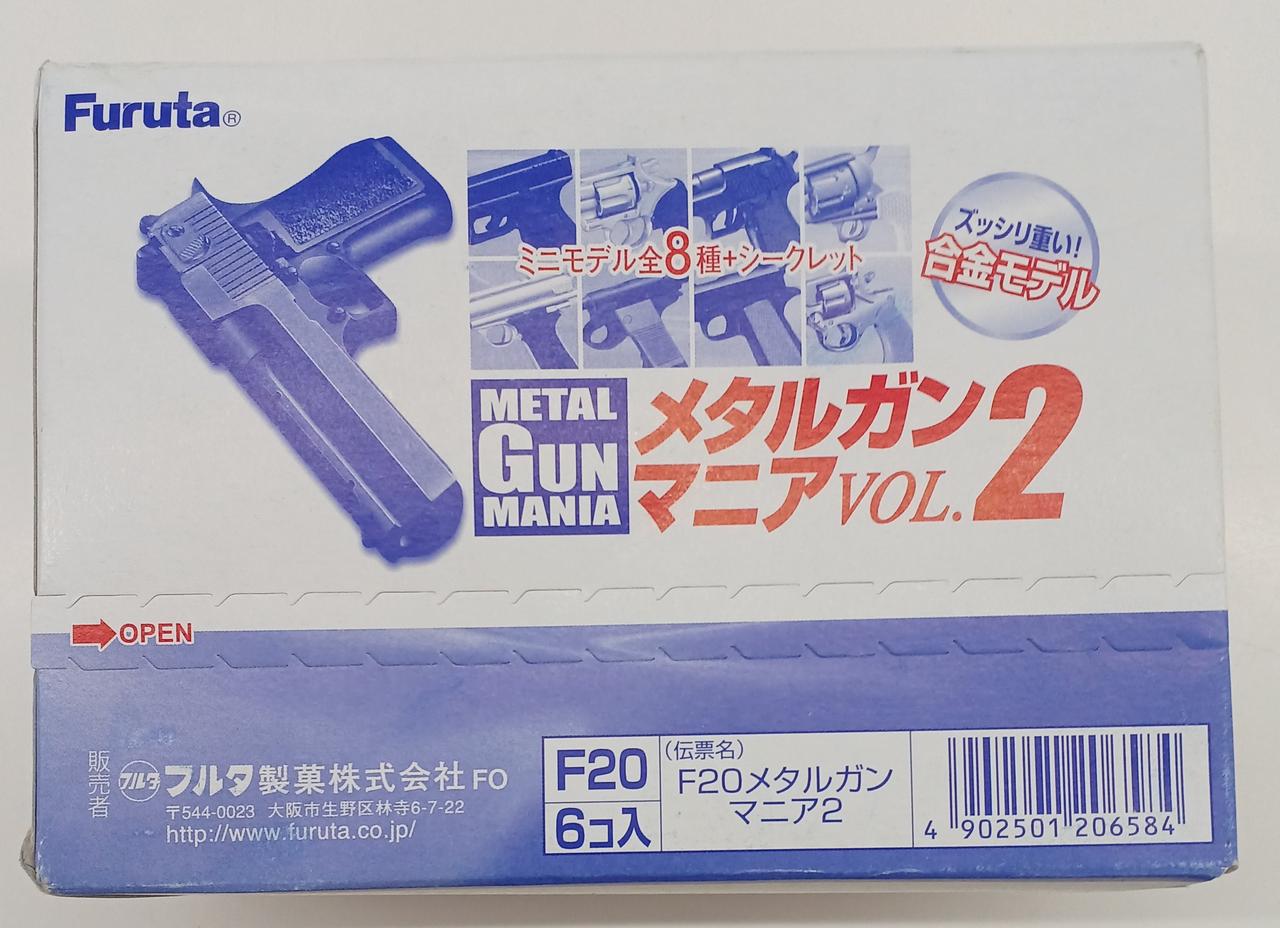 Furuta®
ミニモデル全8種+シークレット
ズッシリ重い!
合金モデル
METAL
GUN
MANIA
メタルガン
マニア VOL.2
OPEN
販売者
フルタ フルタ製菓株式会社 FO
〒544-0023 大阪市生野区林寺6-7-22
http://www.furuta.co.jp/
F20
6コ入
(伝票名)
F20メタルガン
マニア2
4 902501 206584